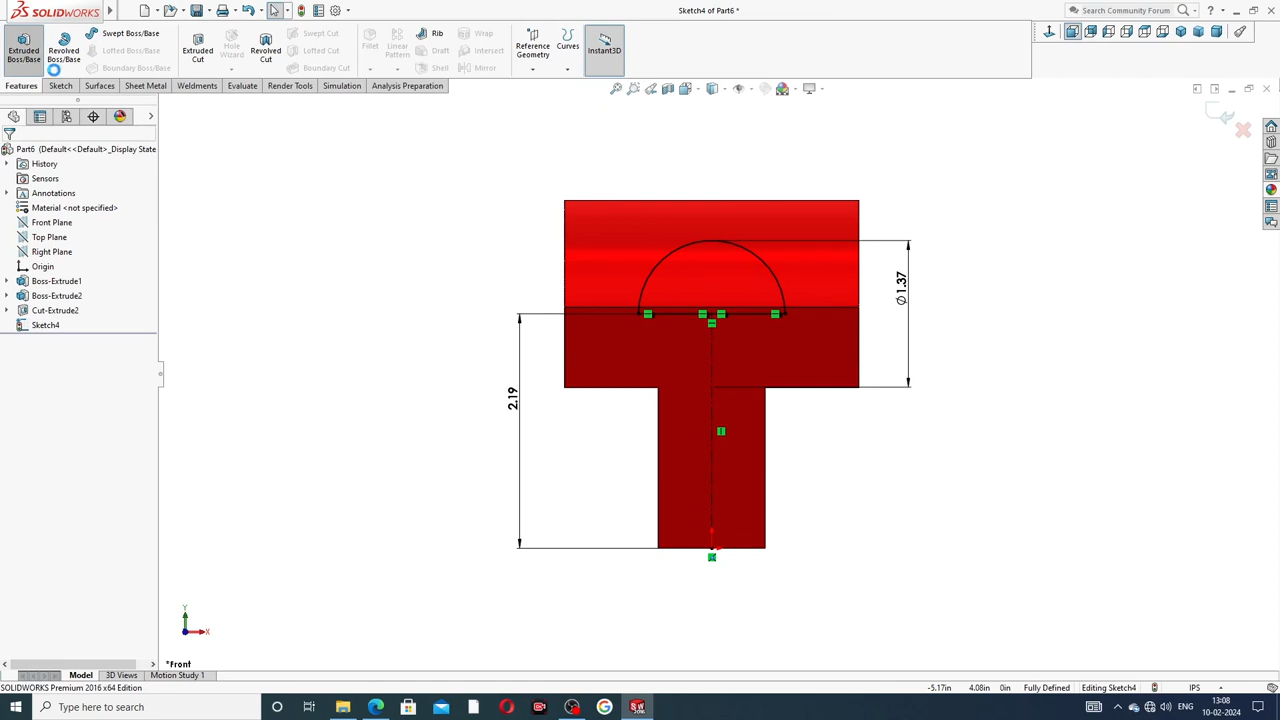 SOLIDWORKS
Sketch4 of Part6 *
Search Community Forum
Extruded Boss/Base
Revolved Boss/Base
Swept Boss/Base
Lofted Boss/Base
Boundary Boss/Base
Extruded Cut
Hole Wizard
Revolved Cut
Swept Cut
Lofted Cut
Boundary Cut
Fillet
Linear Pattern
Rib
Draft
Shell
Wrap
Intersect
Mirror
Reference Geometry
Curves
Instant3D
Features
Sketch
Surfaces
Sheet Metal
Weldments
Evaluate
Render Tools
Simulation
Analysis Preparation
Part6 (Default<<Default>_Display State
History
Sensors
Annotations
Material <not specified>
Front Plane
Top Plane
Right Plane
Origin
Boss-Extrude1
Boss-Extrude2
Cut-Extrude2
Sketch4
∅1.37
2.19
Y
X
*Front
Model
3D Views
Motion Study 1
SOLIDWORKS Premium 2016 x64 Edition
-5.17in
4.08in
0in
Fully Defined
Editing Sketch4
IPS
Type here to search
ENG
13:08
10-02-2024